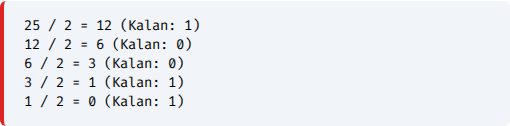 25 / 2 = 12 (Kalan: 1)
12 / 2 = 6 (Kalan: 0)
6 / 2 = 3 (Kalan: 0)
3 / 2 = 1 (Kalan: 1)
1 / 2 = 0 (Kalan: 1)